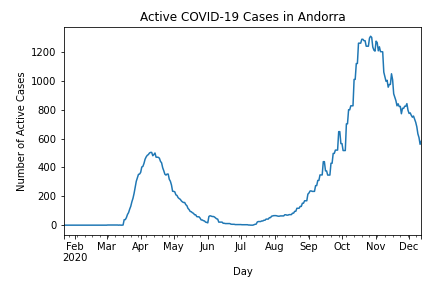 Active COVID-19 Cases in Andorra
Number of Active Cases
1200
1000
800
600
400
200
0
Feb Mar Apr May Jun Jul Aug Sep Oct Nov Dec
2020
Day